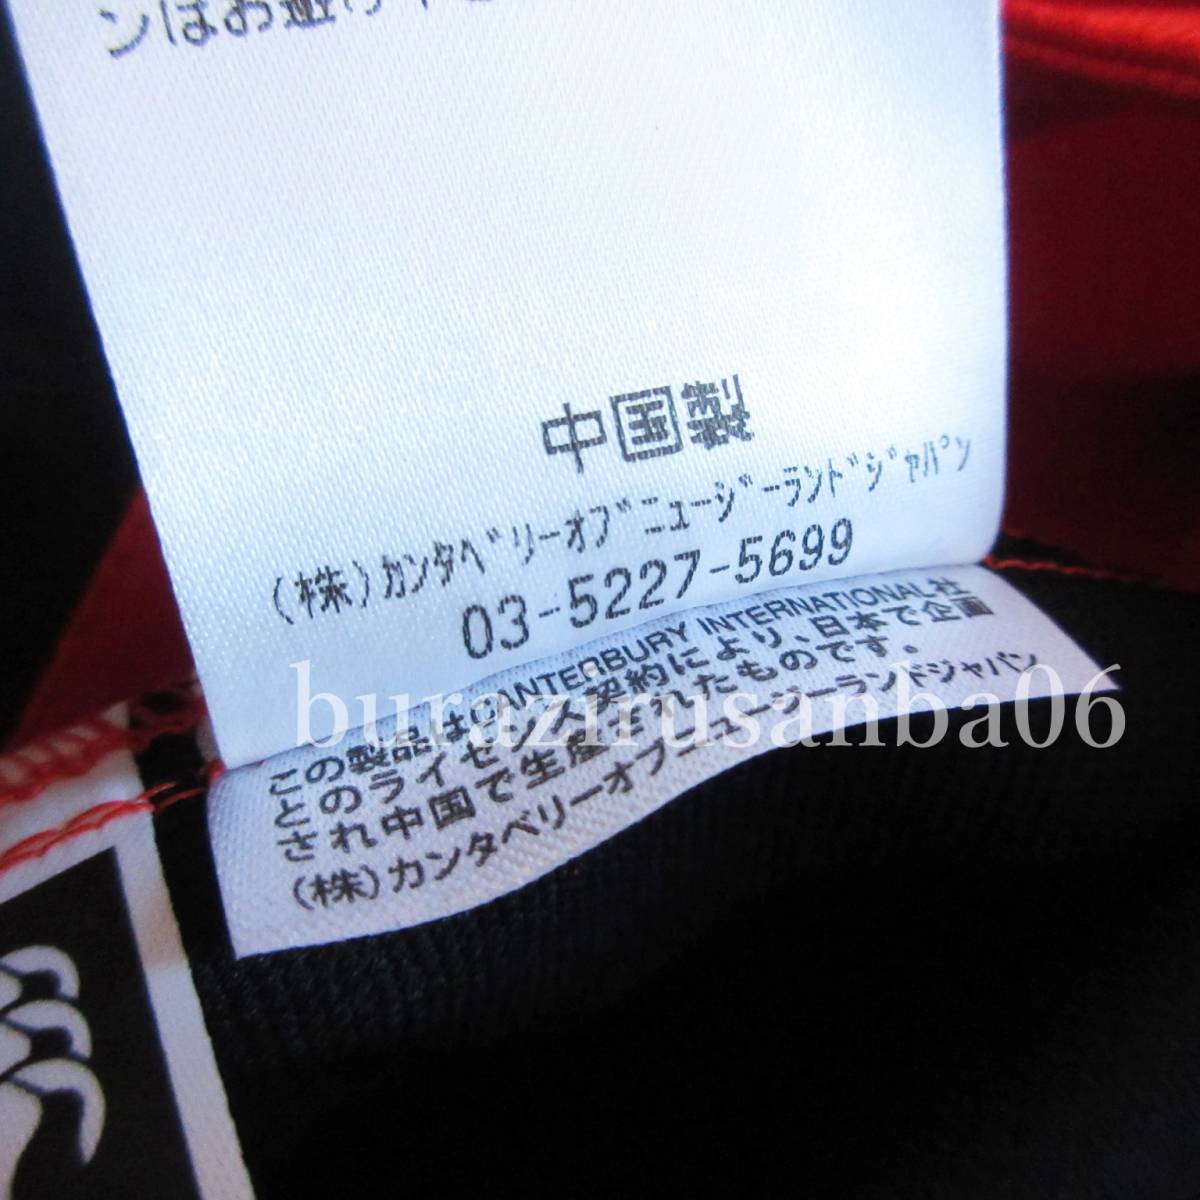 ンはお避け
中国製
(株)カンタベリーオブニュージーランドジャパン
03-5227-5699
この製品はCANTERBURY INTERNATIONAL社
とのライセンス契約により、日本で企画
され中国で生産されたものです。
(株)カンタベリーオブニュージーランドジャパン
burazirusanba06